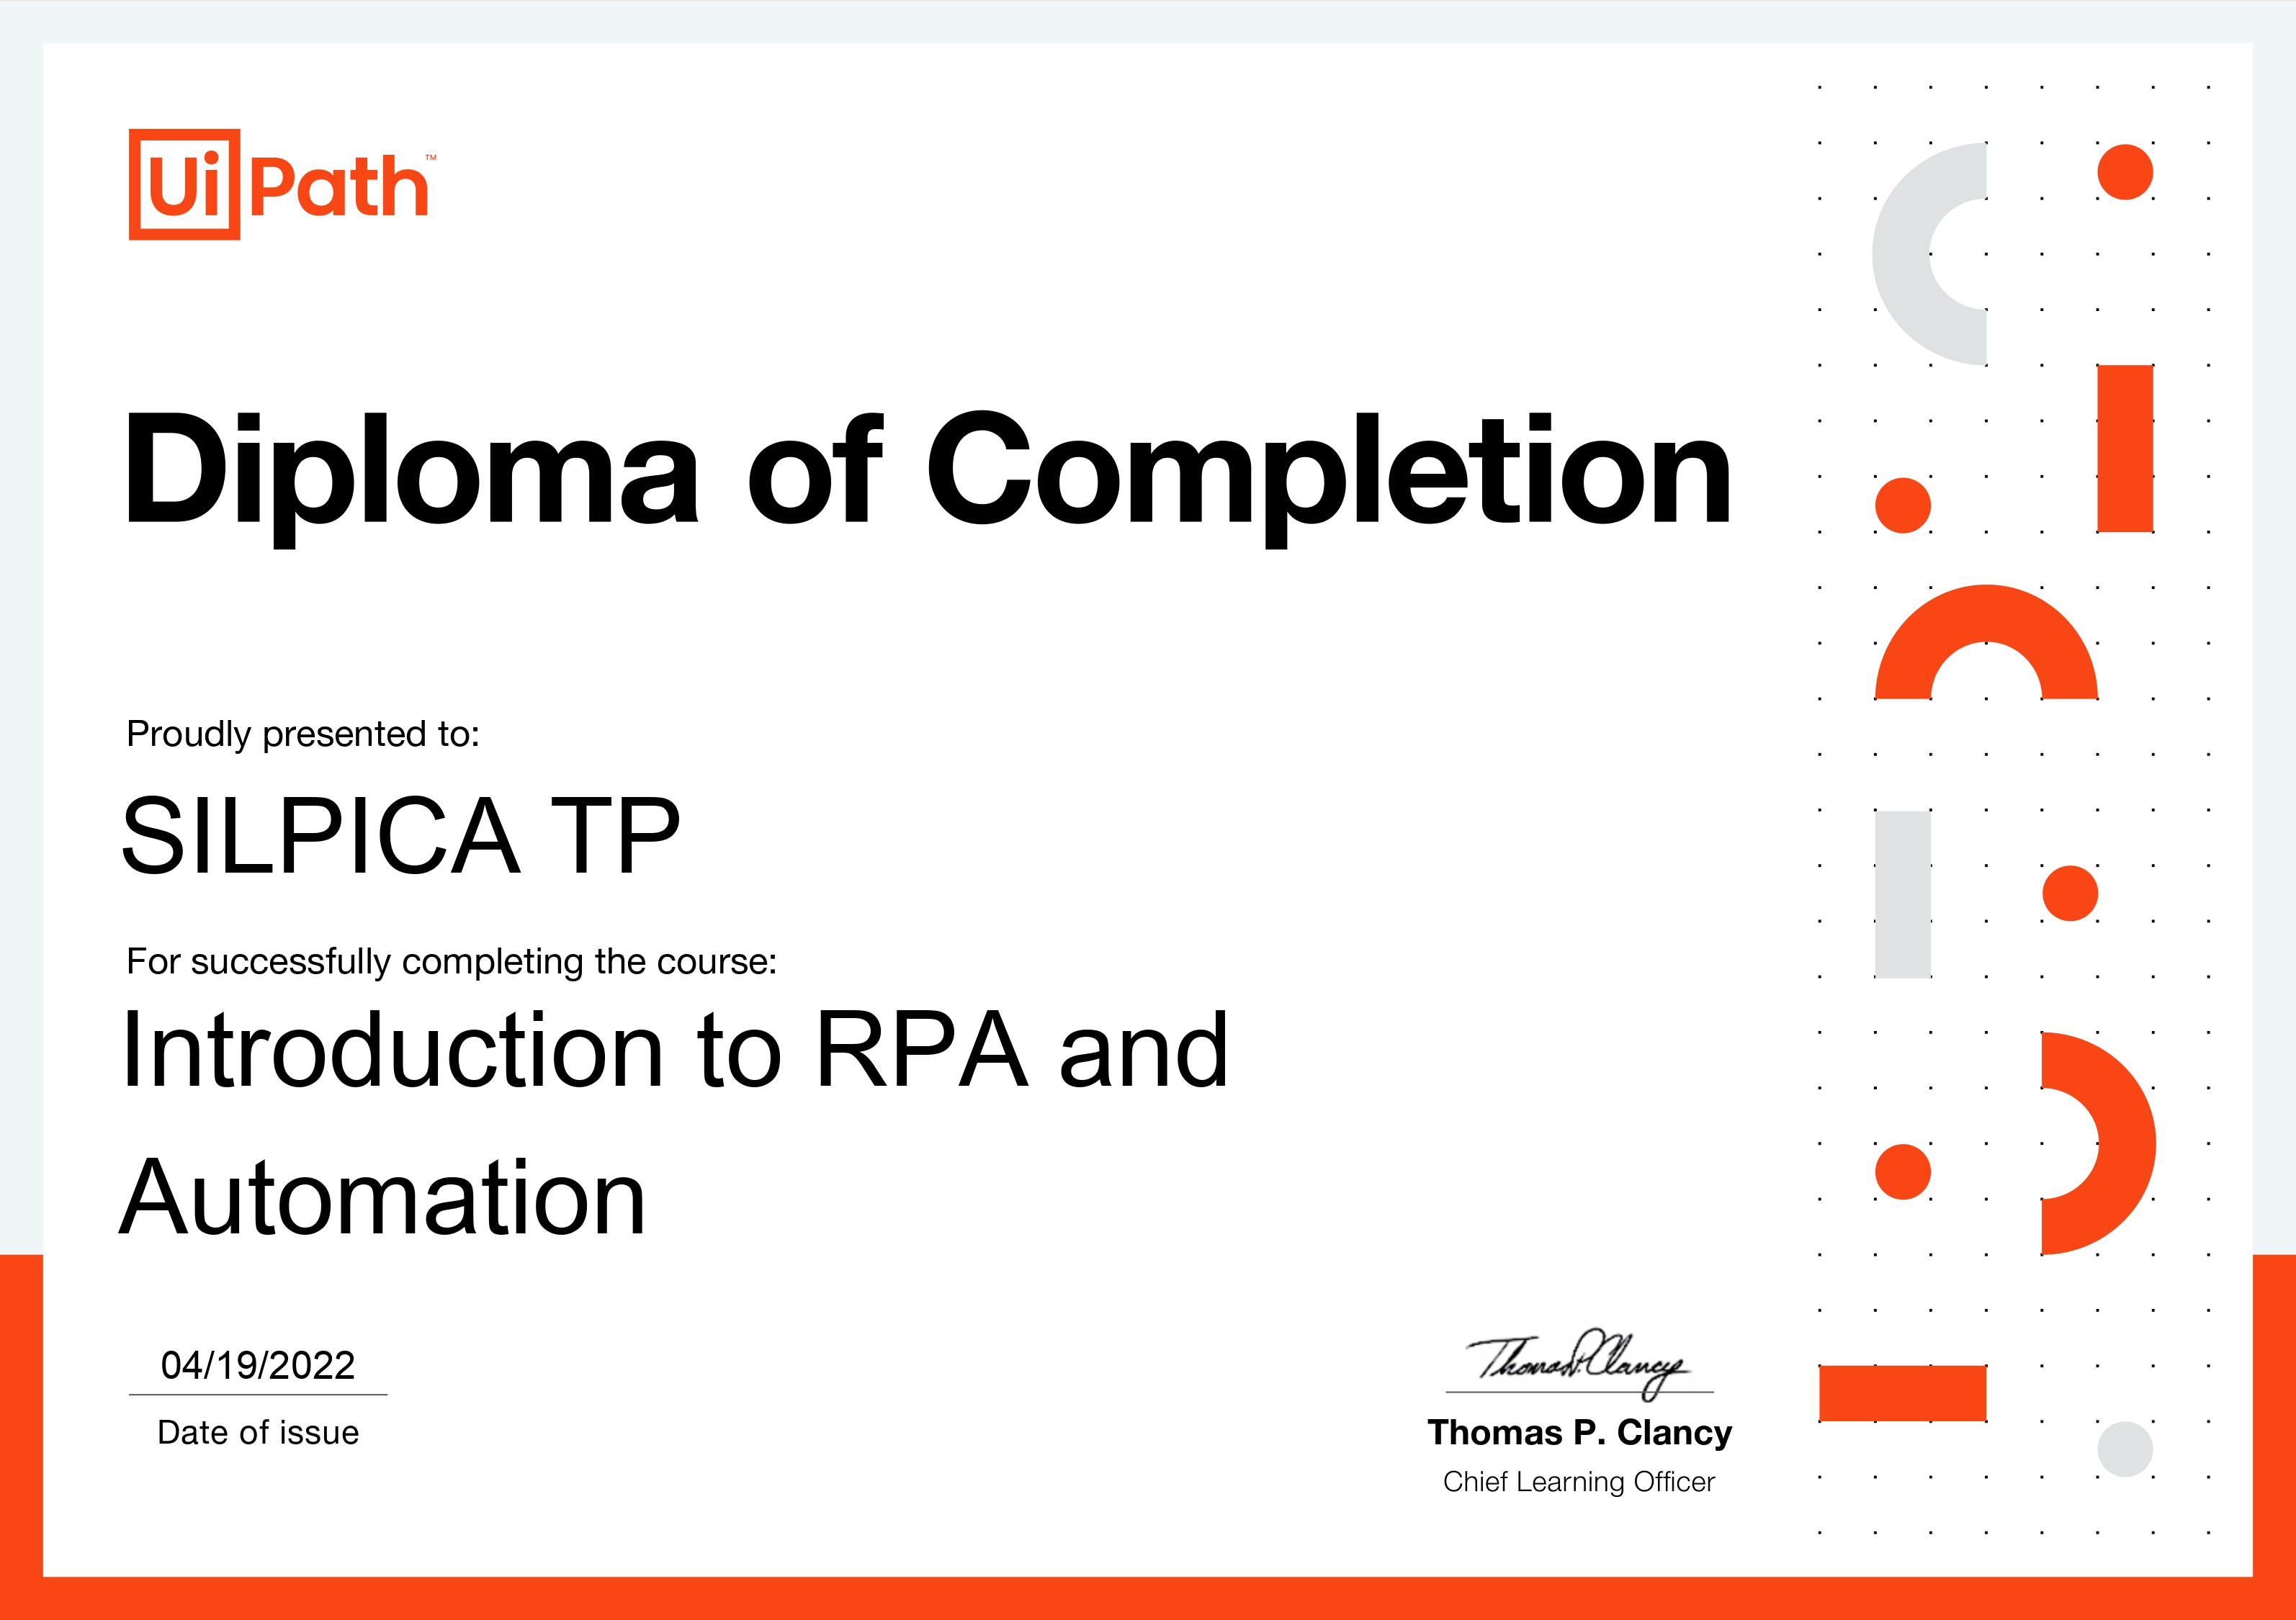 UiPath™
Diploma of Completion
Proudly presented to:
SILPICA TP
For successfully completing the course:
Introduction to RPA and
Automation
04/19/2022
Date of issue
Thomas P. Clancy
Thomas P. Clancy
Chief Learning Officer